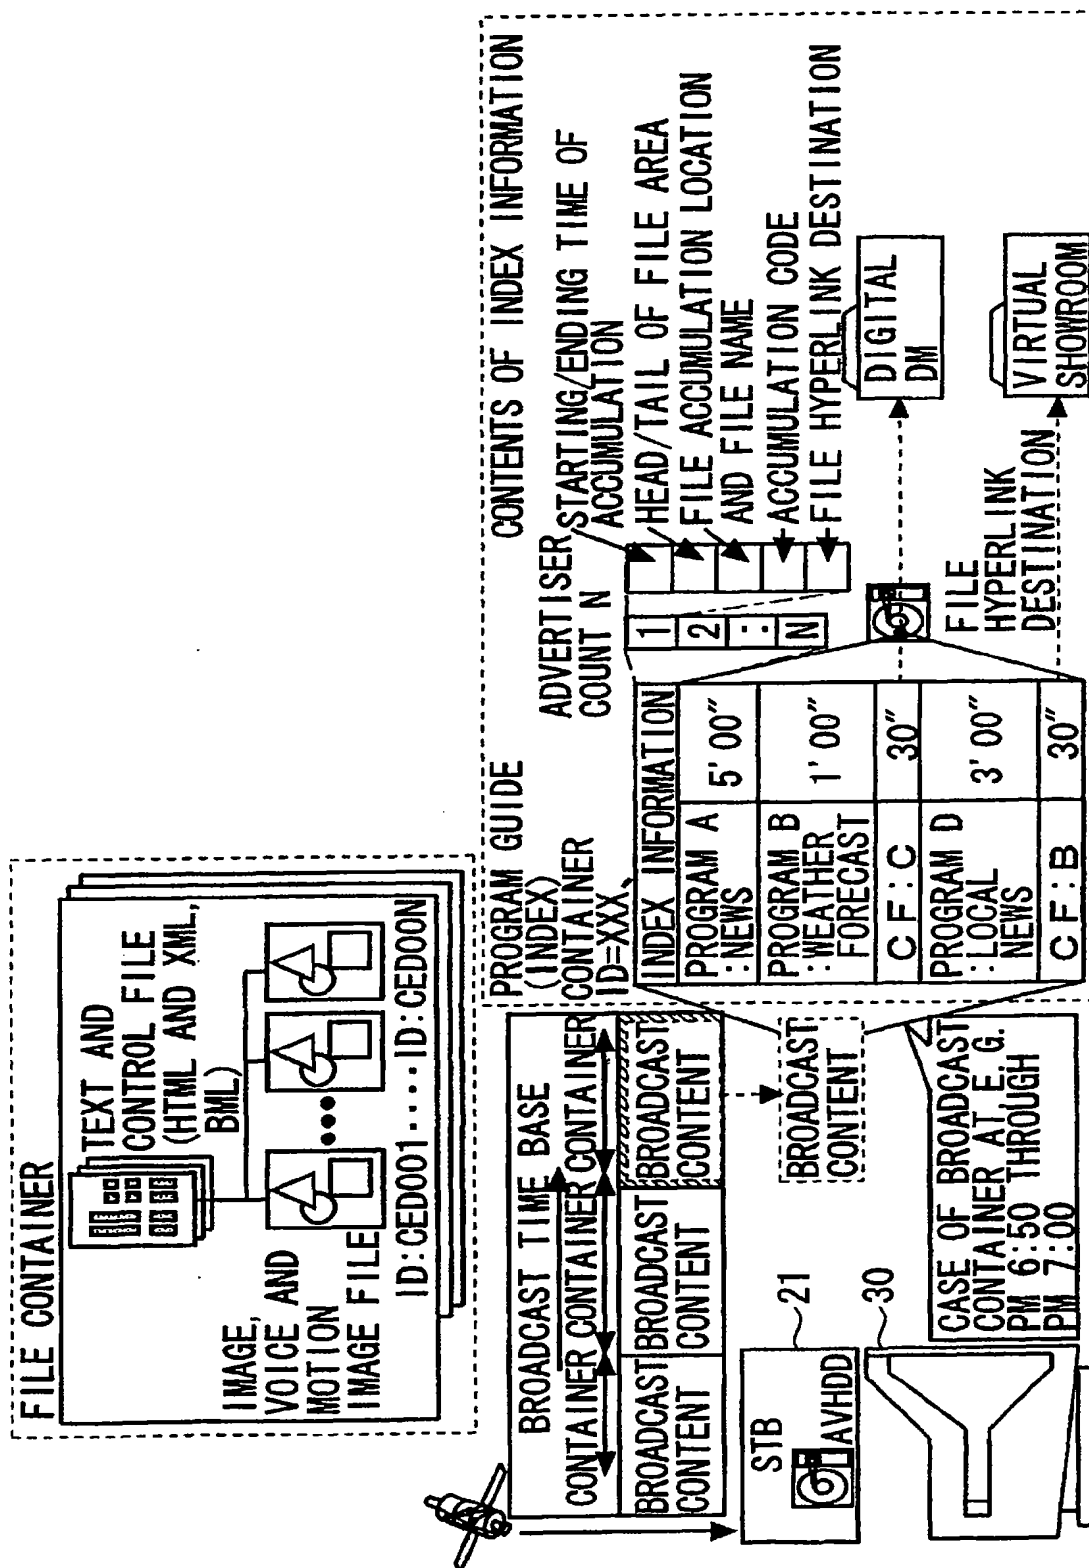 FILE CONTAINER
TEXT AND
CONTROL FILE
(HTML AND XML,
BML)
IMAGE,
VOICE AND
MOTION
IMAGE FILE
ID:CED001····ID:CED00N
BROADCAST TIME BASE
CONTAINER CONTAINER CONTAINER
BROADCAST
CONTENT
BROADCAST
CONTENT
BROADCAST
CONTENT
BROADCAST
CONTENT
STB
AVHDD
21
30
CASE OF BROADCAST
CONTAINER AT E. G.
PM 6:50 THROUGH
PM 7:00
PROGRAM GUIDE
(INDEX)
CONTAINER
ID=XXX
INDEX INFORMATION
PROGRAM A
:NEWS
5' 00"
PROGRAM B
:WEATHER
FORECAST
1' 00"
CF:C
30"
PROGRAM D
:LOCAL
NEWS
3' 00"
CF:B
30"
CONTENTS OF INDEX INFORMATION
ADVERTISER
COUNT N
1
2
:
N
STARTING/ENDING TIME OF
ACCUMULATION
HEAD/TAIL OF FILE AREA
FILE ACCUMULATION LOCATION
AND FILE NAME
ACCUMULATION CODE
FILE HYPERLINK DESTINATION
DIGITAL
DM
FILE
HYPERLINK
DESTINATION
VIRTUAL
SHOWROOM